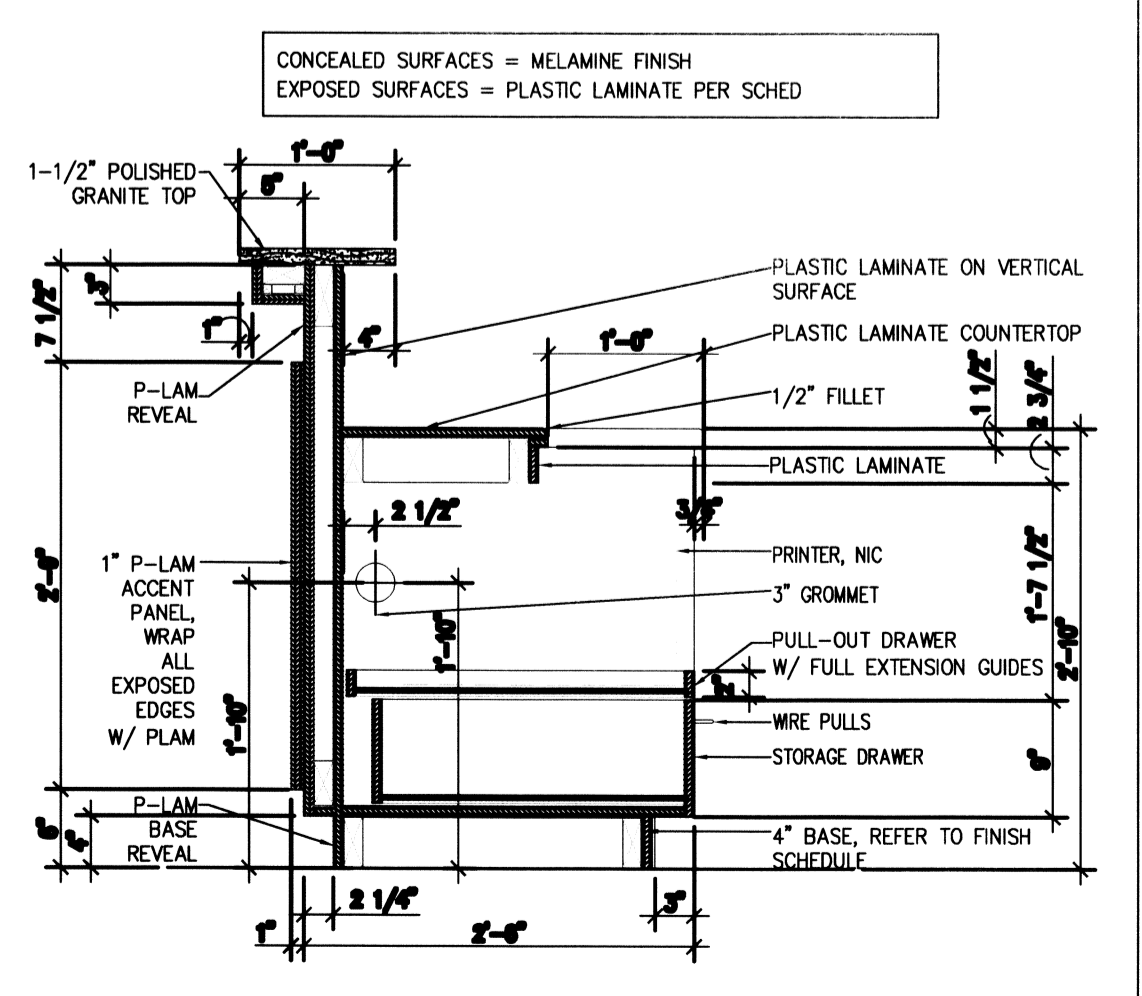 CONCEALED SURFACES = MELAMINE FINISH
EXPOSED SURFACES = PLASTIC LAMINATE PER SCHED
1'-0"
1-1/2" POLISHED
GRANITE TOP
5"
3"
7 1/2"
1"
4"
P-LAM
REVEAL
PLASTIC LAMINATE ON VERTICAL
SURFACE
PLASTIC LAMINATE COUNTERTOP
1'-0"
1/2" FILLET
1 1/2"
2 3/4"
PLASTIC LAMINATE
2 1/2"
3/4"
PRINTER, NIC
3" GROMMET
1'-7 1/2"
2'-10"
1" P-LAM
ACCENT
PANEL,
WRAP
ALL
EXPOSED
EDGES
W/ PLAM
1'-10"
1'-10"
PULL-OUT DRAWER
W/ FULL EXTENSION GUIDES
2"
WIRE PULLS
STORAGE DRAWER
9"
P-LAM
BASE
REVEAL
6"
4"
4" BASE, REFER TO FINISH
SCHEDULE
2 1/4"
3"
1"
2'-6"